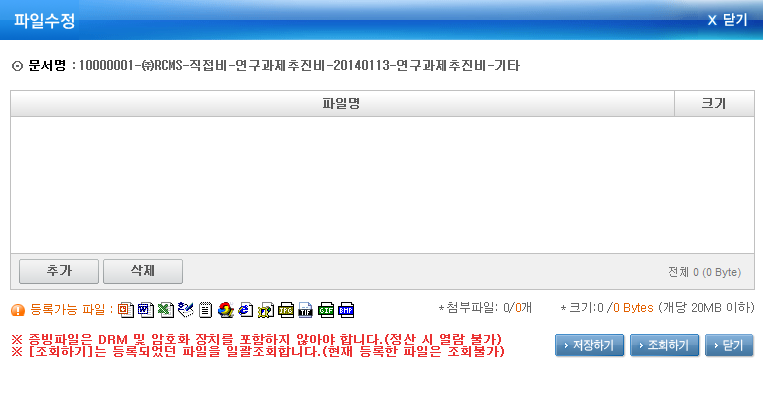 파일수정
X 닫기
⊙ 문서명 : 10000001-㈜RCMS-직접비-연구과제추진비-20140113-연구과제추진비-기타
파일명 크기
추가 삭제 전체 0 (0 Byte)
등록가능 파일 : JPG TIF GIF BMP * 첨부파일: 0/0개 * 크기:0 /0 Bytes (개당 20MB 이하)
※ 증빙파일은 DRM 및 암호화 장치를 포함하지 않아야 합니다.(정산 시 열람 불가)
※ [조회하기]는 등록되었던 파일을 일괄조회합니다.(현재 등록한 파일은 조회불가)
저장하기 조회하기 닫기